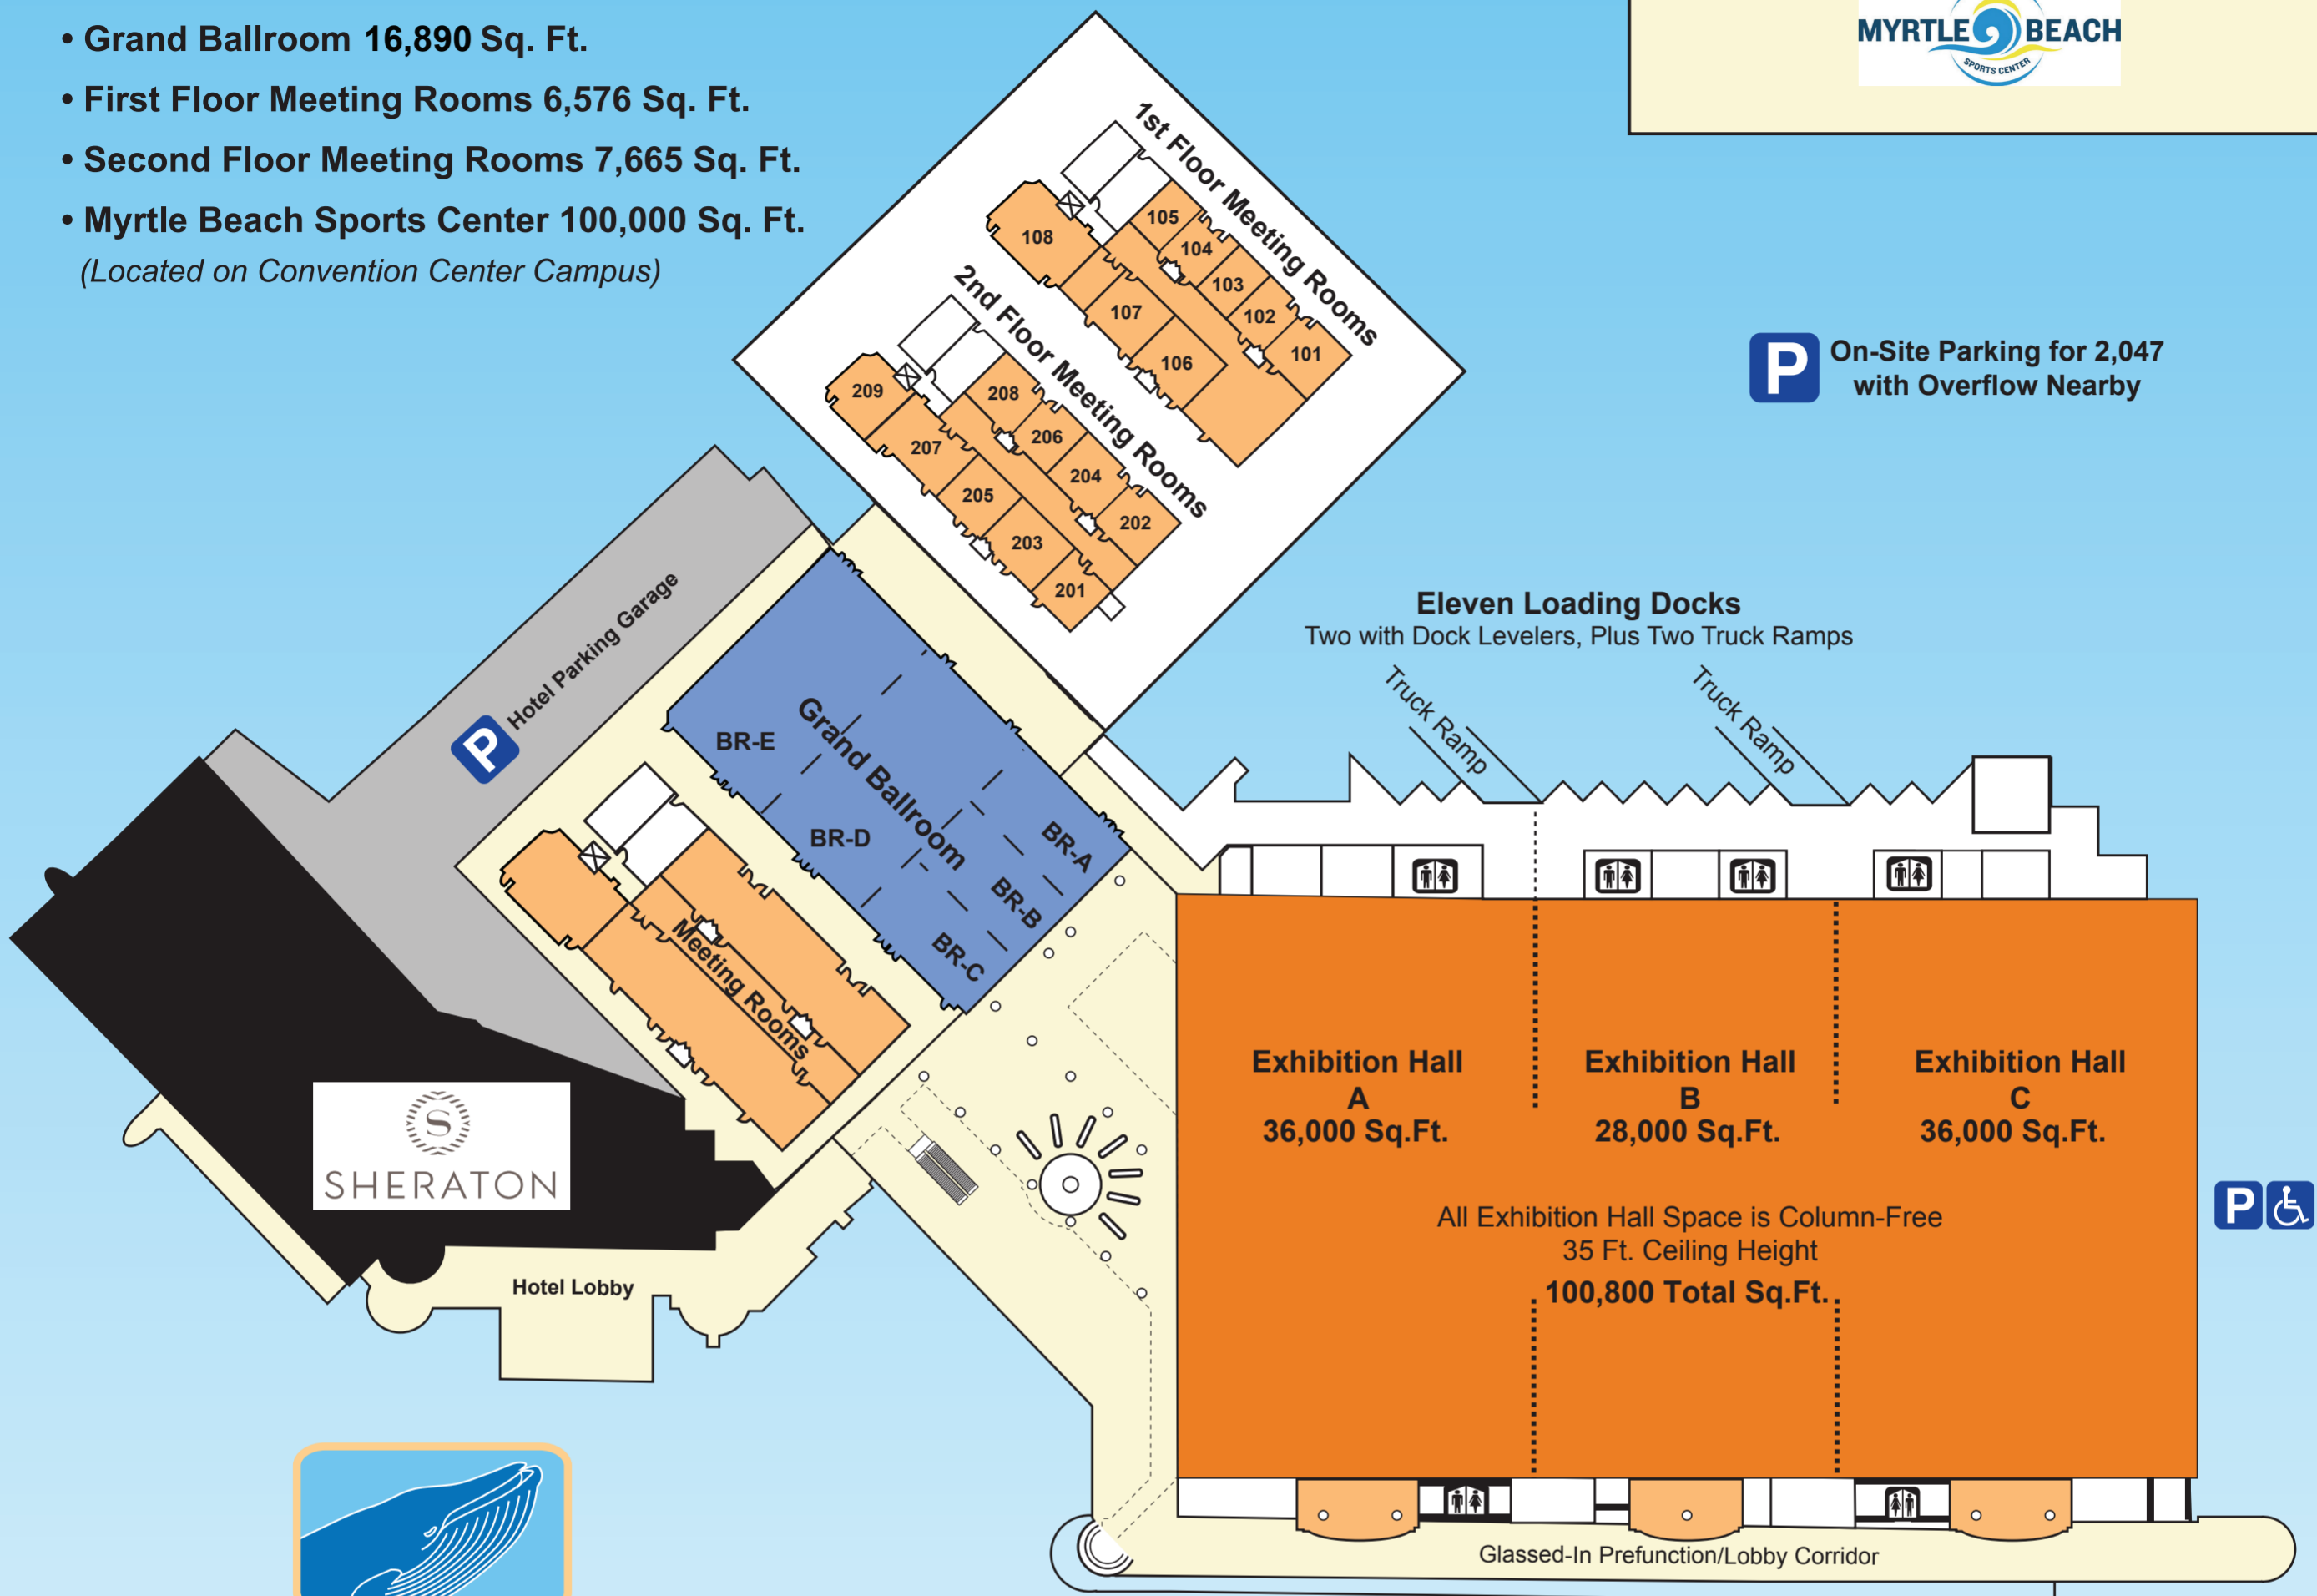 • Grand Ballroom 16,890 Sq. Ft.
• First Floor Meeting Rooms 6,576 Sq. Ft.
• Second Floor Meeting Rooms 7,665 Sq. Ft.
• Myrtle Beach Sports Center 100,000 Sq. Ft.
(Located on Convention Center Campus)
MYRTLE BEACH
SPORTS CENTER
1st Floor Meeting Rooms
105
104
103
102
101
108
107
106
2nd Floor Meeting Rooms
208
206
204
202
209
207
205
203
201
P On-Site Parking for 2,047
with Overflow Nearby
Eleven Loading Docks
Two with Dock Levelers, Plus Two Truck Ramps
Truck Ramp
Truck Ramp
P Hotel Parking Garage
Grand Ballroom
BR-E
BR-D
BR-A
BR-B
BR-C
Meeting Rooms
S
SHERATON
Hotel Lobby
Exhibition Hall
A
36,000 Sq.Ft.
Exhibition Hall
B
28,000 Sq.Ft.
Exhibition Hall
C
36,000 Sq.Ft.
All Exhibition Hall Space is Column-Free
35 Ft. Ceiling Height
100,800 Total Sq.Ft.
P
Glassed-In Prefunction/Lobby Corridor